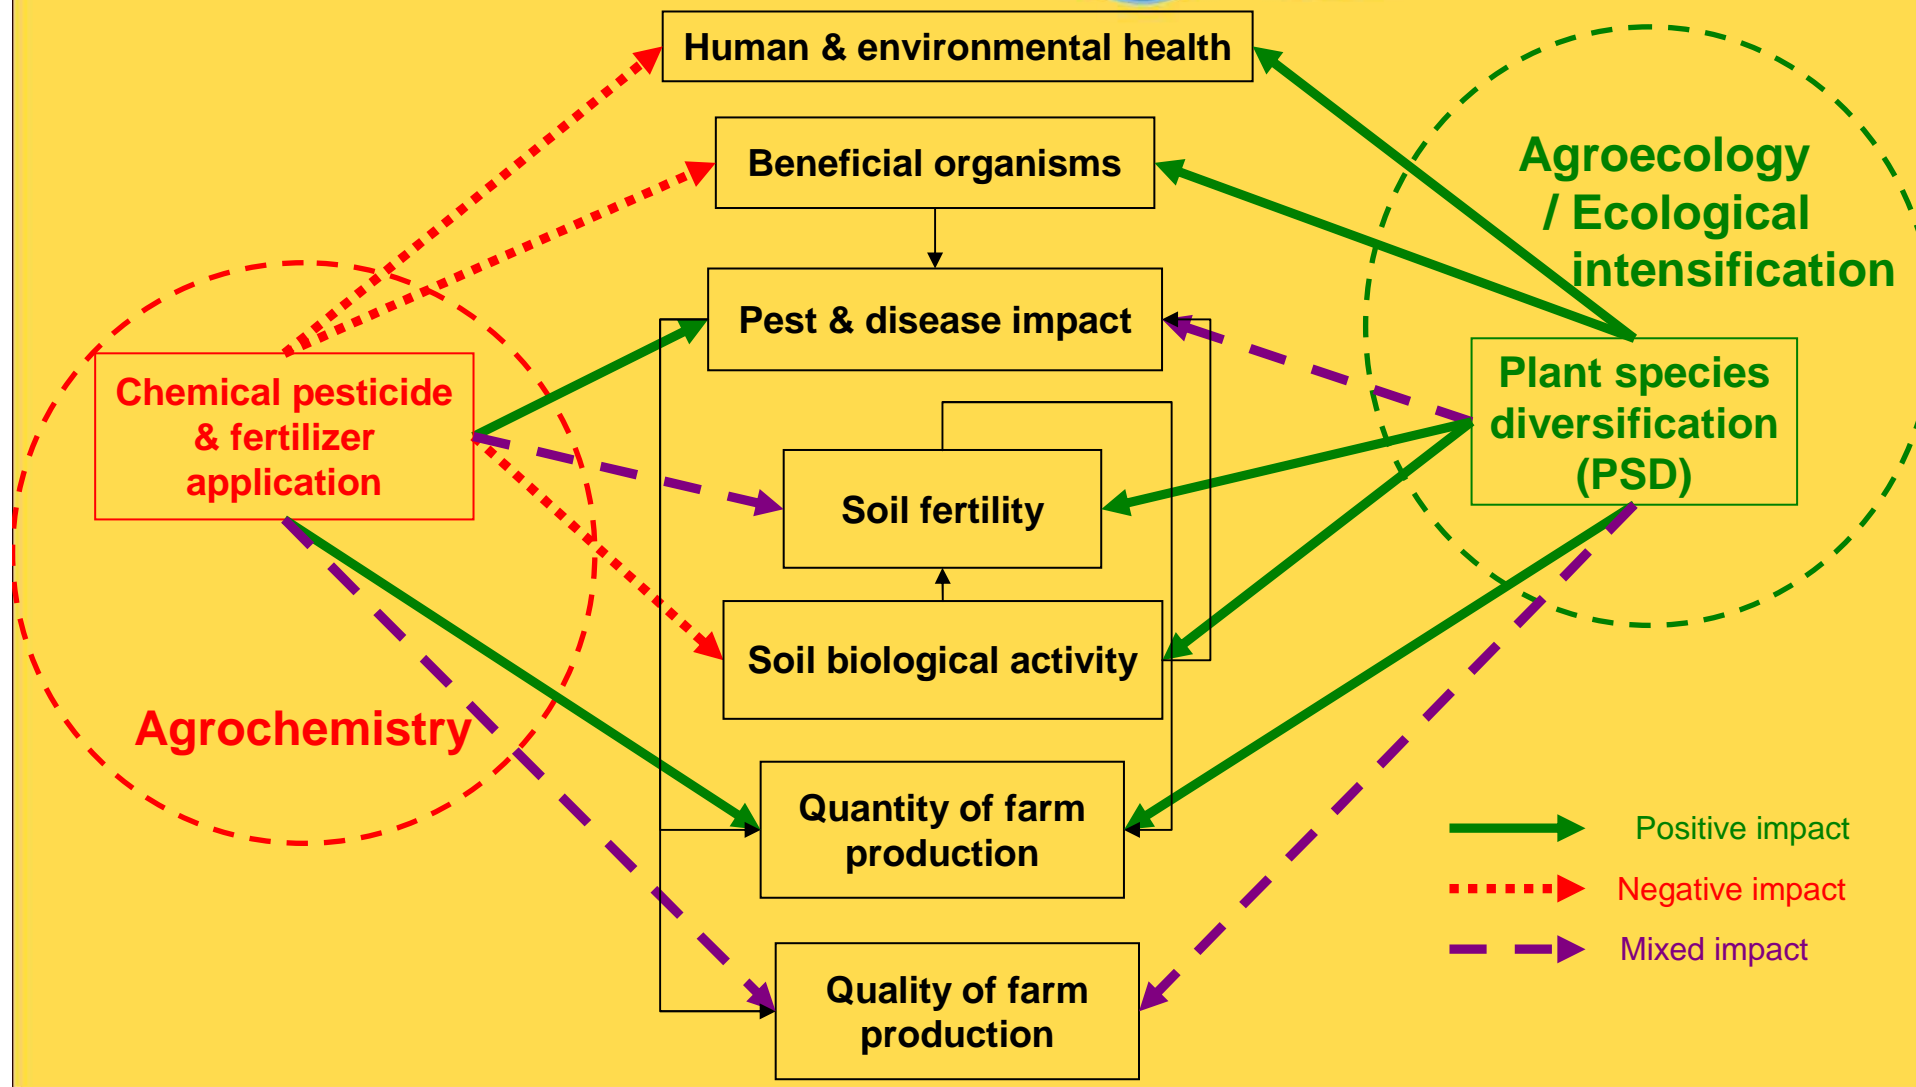 Human & environmental health
Beneficial organisms
Agroecology
/ Ecological
intensification
Pest & disease impact
Chemical pesticide
& fertilizer
application
Plant species
diversification
(PSD)
Soil fertility
Soil biological activity
Agrochemistry
Quantity of farm
production
Positive impact
Negative impact
Mixed impact
Quality of farm
production